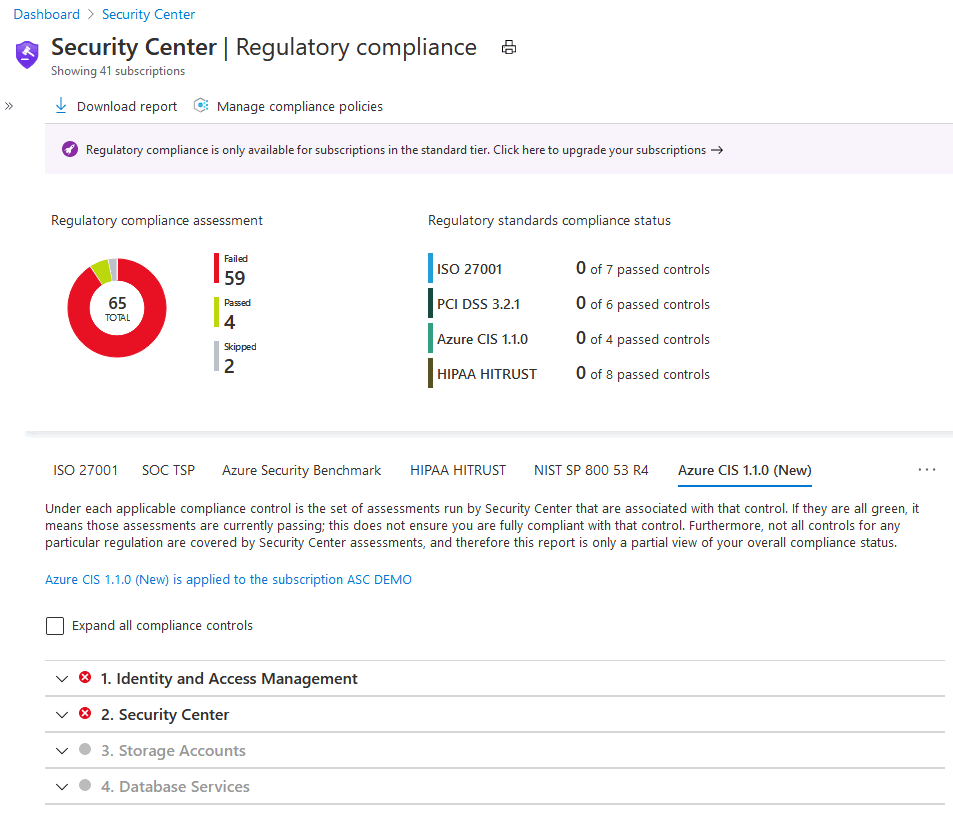 Dashboard > Security Center
Security Center | Regulatory compliance
Showing 41 subscriptions
» Download report Manage compliance policies
Regulatory compliance is only available for subscriptions in the standard tier. Click here to upgrade your subscriptions →
Regulatory compliance assessment
65
TOTAL
Failed
59
Passed
4
Skipped
2
Regulatory standards compliance status
ISO 27001 0 of 7 passed controls
PCI DSS 3.2.1 0 of 6 passed controls
Azure CIS 1.1.0 0 of 4 passed controls
HIPAA HITRUST 0 of 8 passed controls
ISO 27001 SOC TSP Azure Security Benchmark HIPAA HITRUST NIST SP 800 53 R4 Azure CIS 1.1.0 (New) ...
Under each applicable compliance control is the set of assessments run by Security Center that are associated with that control. If they are all green, it
means those assessments are currently passing; this does not ensure you are fully compliant with that control. Furthermore, not all controls for any
particular regulation are covered by Security Center assessments, and therefore this report is only a partial view of your overall compliance status.
Azure CIS 1.1.0 (New) is applied to the subscription ASC DEMO
Expand all compliance controls
1. Identity and Access Management
2. Security Center
3. Storage Accounts
4. Database Services